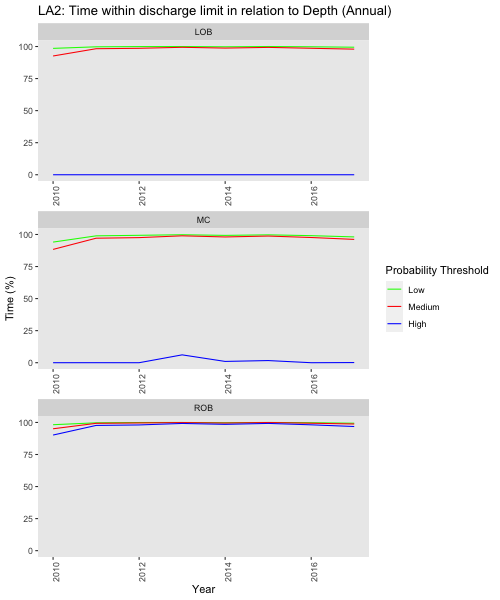 LA2: Time within discharge limit in relation to Depth (Annual)
LOB
100
75
50
25
0
2010
2012
2014
2016
MC
100
75
50
25
0
2010
2012
2014
2016
ROB
100
75
50
25
0
2010
2012
2014
2016
Time (%)
Year
Probability Threshold
Low
Medium
High